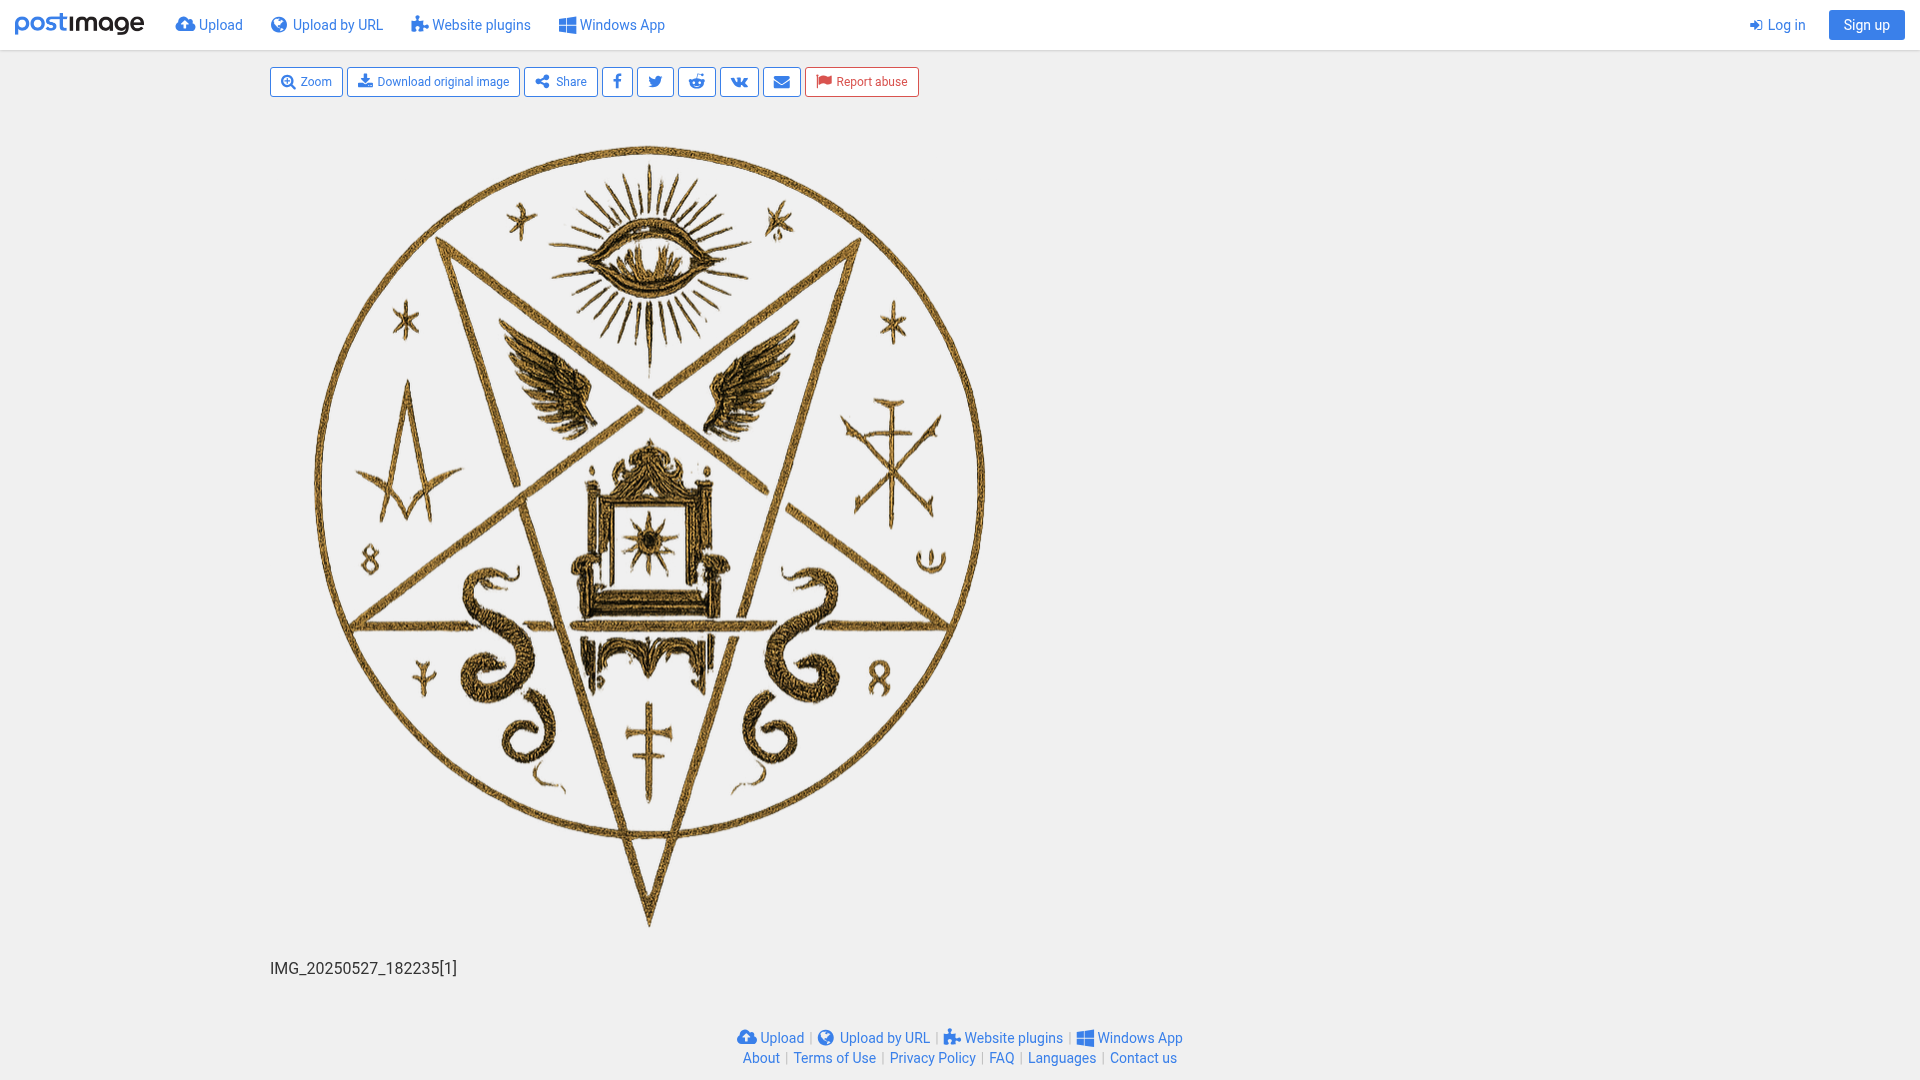 postimage
Upload
Upload by URL
Website plugins
Windows App
Log in
Sign up
Zoom
Download original image
Share
Report abuse
IMG_20250527_182235[1]
Upload | Upload by URL | Website plugins | Windows App
About | Terms of Use | Privacy Policy | FAQ | Languages | Contact us